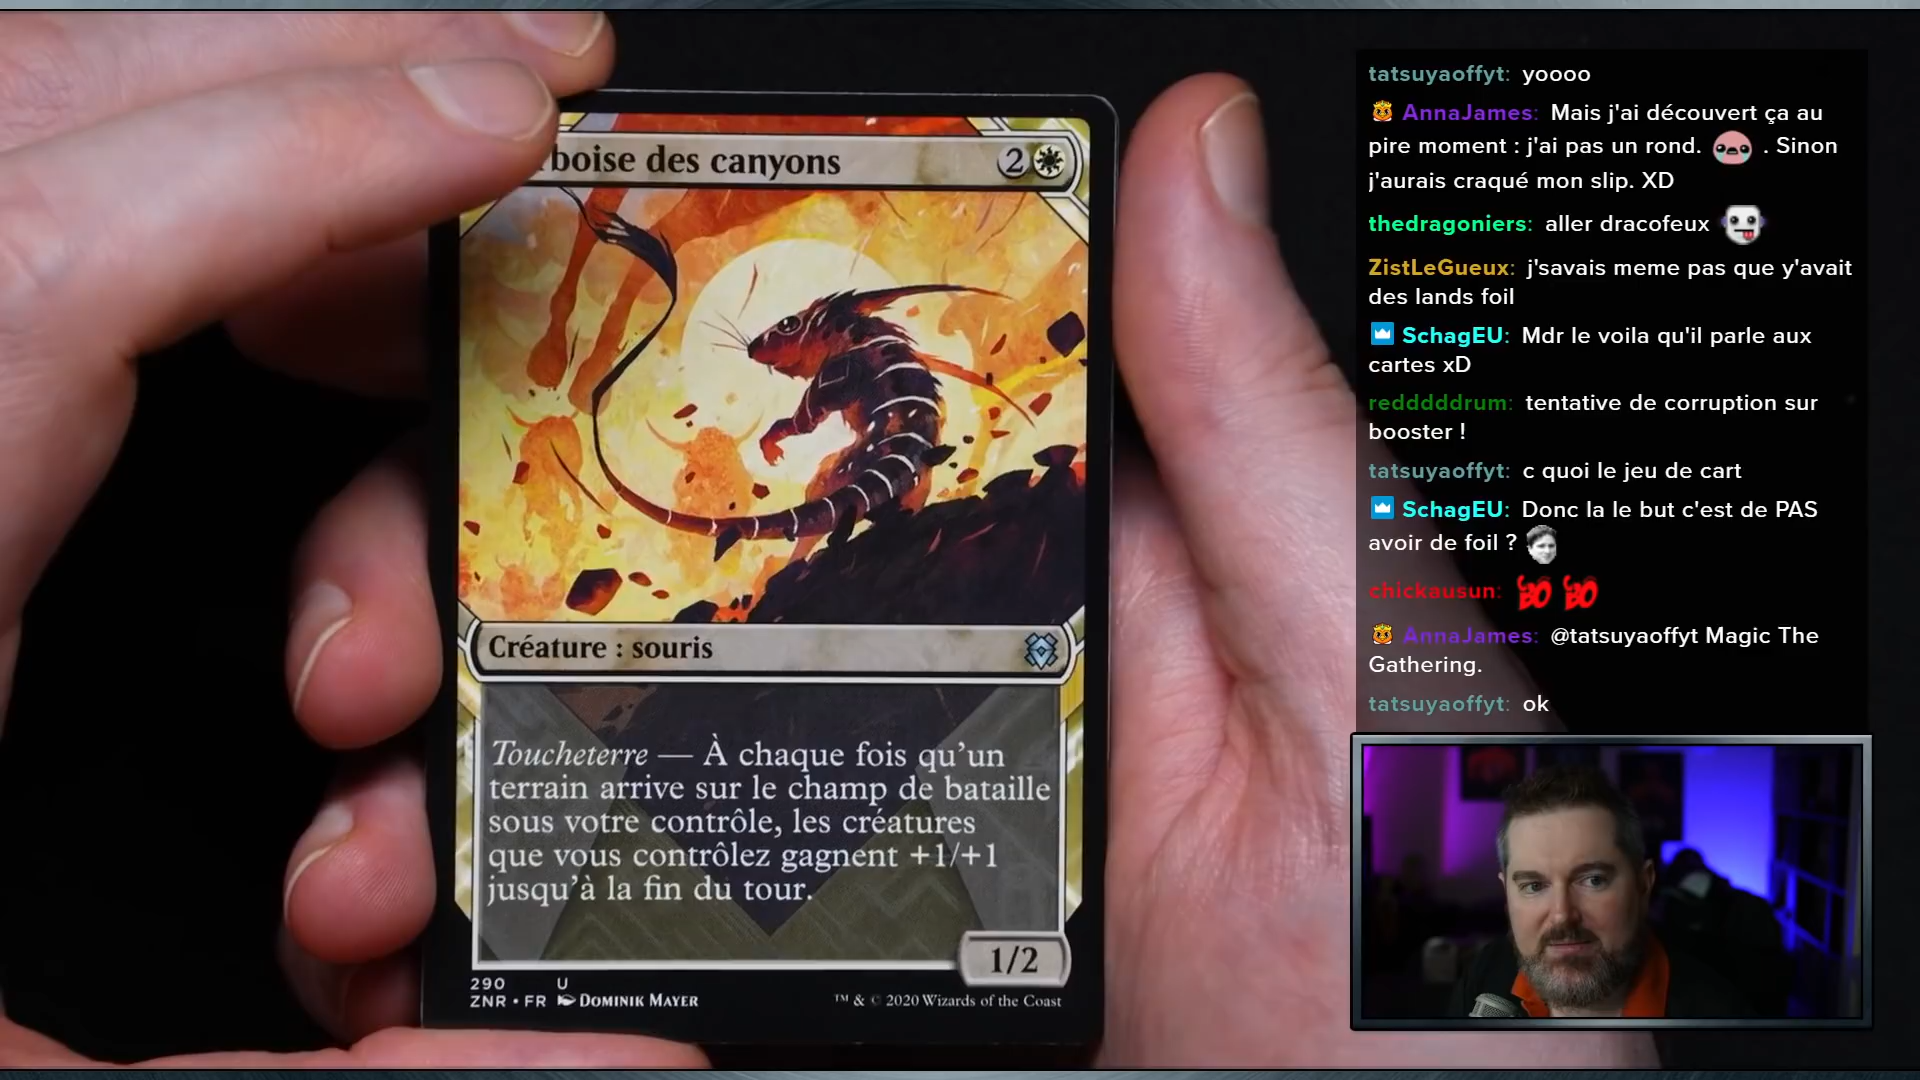 boise des canyons 2
Créature : souris
Toucheterre — À chaque fois qu'un
terrain arrive sur le champ de bataille
sous votre contrôle, les créatures
que vous contrôlez gagnent +1/+1
jusqu'à la fin du tour.
1/2
290 U
ZNR • FR DOMINIK MAYER
™ & © 2020 Wizards of the Coast
tatsuyaoffyt: yoooo
AnnaJames: Mais j'ai découvert ça au
pire moment : j'ai pas un rond. . Sinon
j'aurais craqué mon slip. XD
thedragoniers: aller dracofeux
ZistLeGueux: j'savais meme pas que y'avait
des lands foil
SchagEU: Mdr le voila qu'il parle aux
cartes xD
redddddrum: tentative de corruption sur
booster !
tatsuyaoffyt: c quoi le jeu de cart
SchagEU: Donc la le but c'est de PAS
avoir de foil ?
chickausun: BO BO
AnnaJames: @tatsuyaoffyt Magic The
Gathering.
tatsuyaoffyt: ok